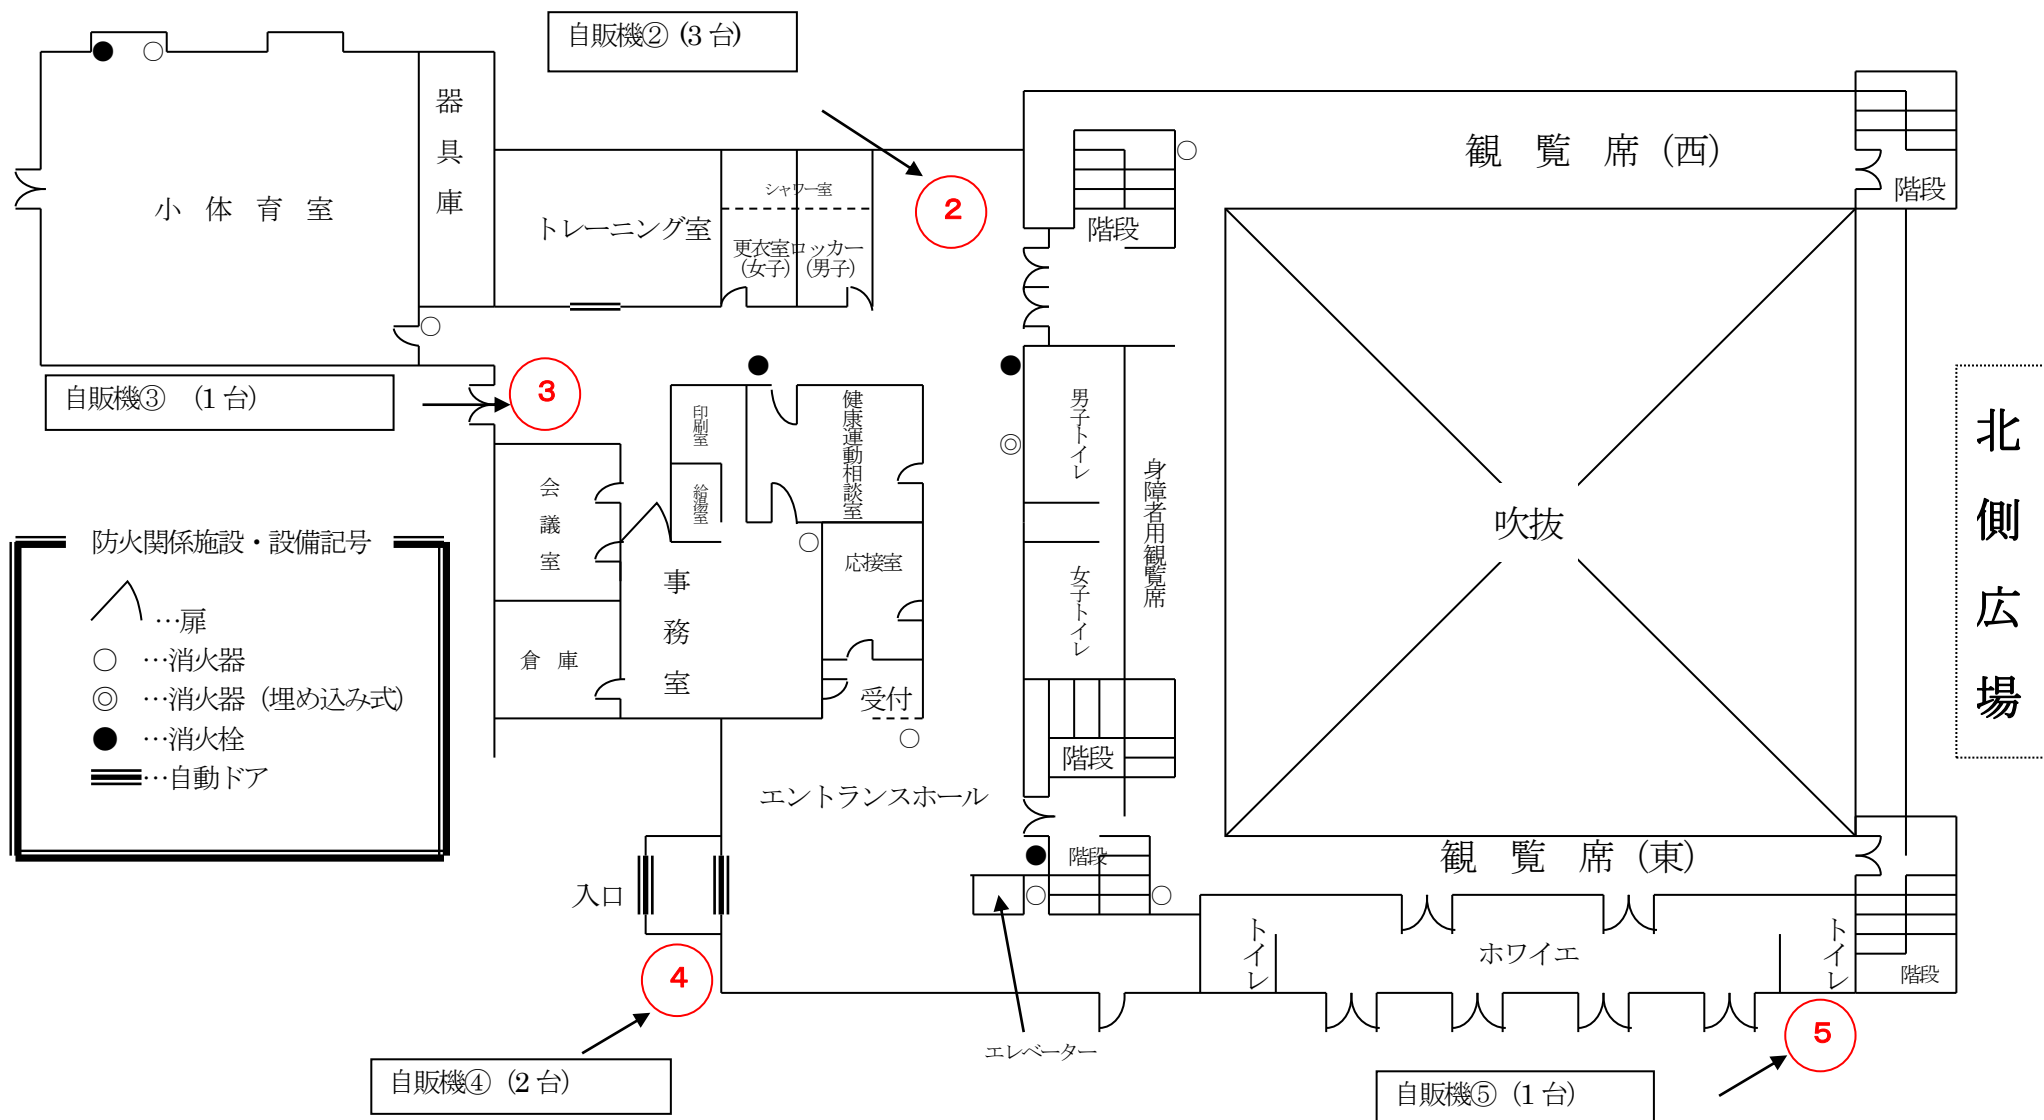 自販機② (3 台)
器具庫
観 覧 席 (西)
シャワー室
階段
小 体 育 室
2
トレーニング室
階段
更衣室ロッカー
(女子) (男子)
3
自販機③ (1 台)
印刷室
健康運動相談室
男子トイレ
北側広場
会議室
給湯室
身障者用観覧席
吹抜
防火関係施設・設備記号
…扉
○ …消火器
◎ …消火器 (埋め込み式)
● …消火栓
…自動ドア
応接室
事務室
女子トイレ
倉 庫
受付
階段
エントランスホール
階段
観 覧 席 (東)
入口
トイレ
ホワイエ
トイレ
階段
4
5
エレベーター
自販機④ (2 台)
自販機⑤ (1 台)